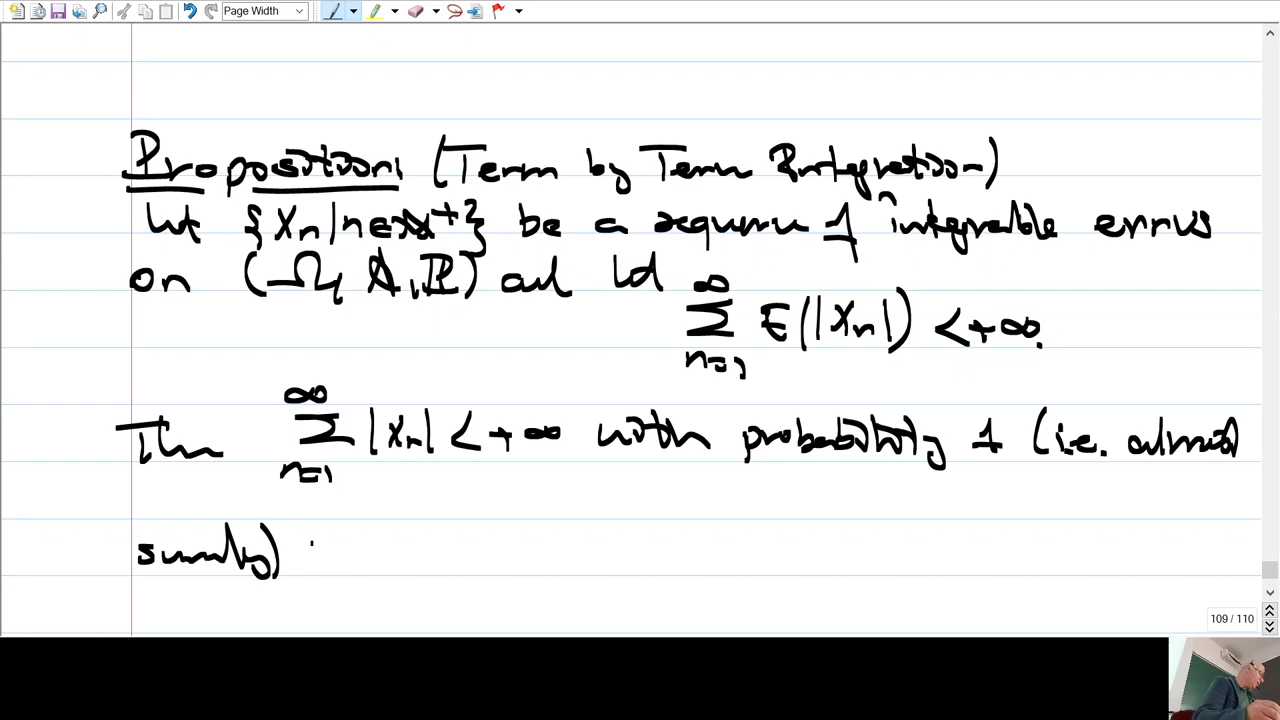 Page Width
Proposition: (Term by Term Integration)
Let {Xn | n ∈ ℕ+} be a sequence of integrable errvs
on (Ω, A, P) and let
∞
∑ E(|Xn|) < +∞.
n=1
∞
Then ∑ |Xn| < +∞ with probability 1 (i.e. almost
n=1
surely)
109 / 110